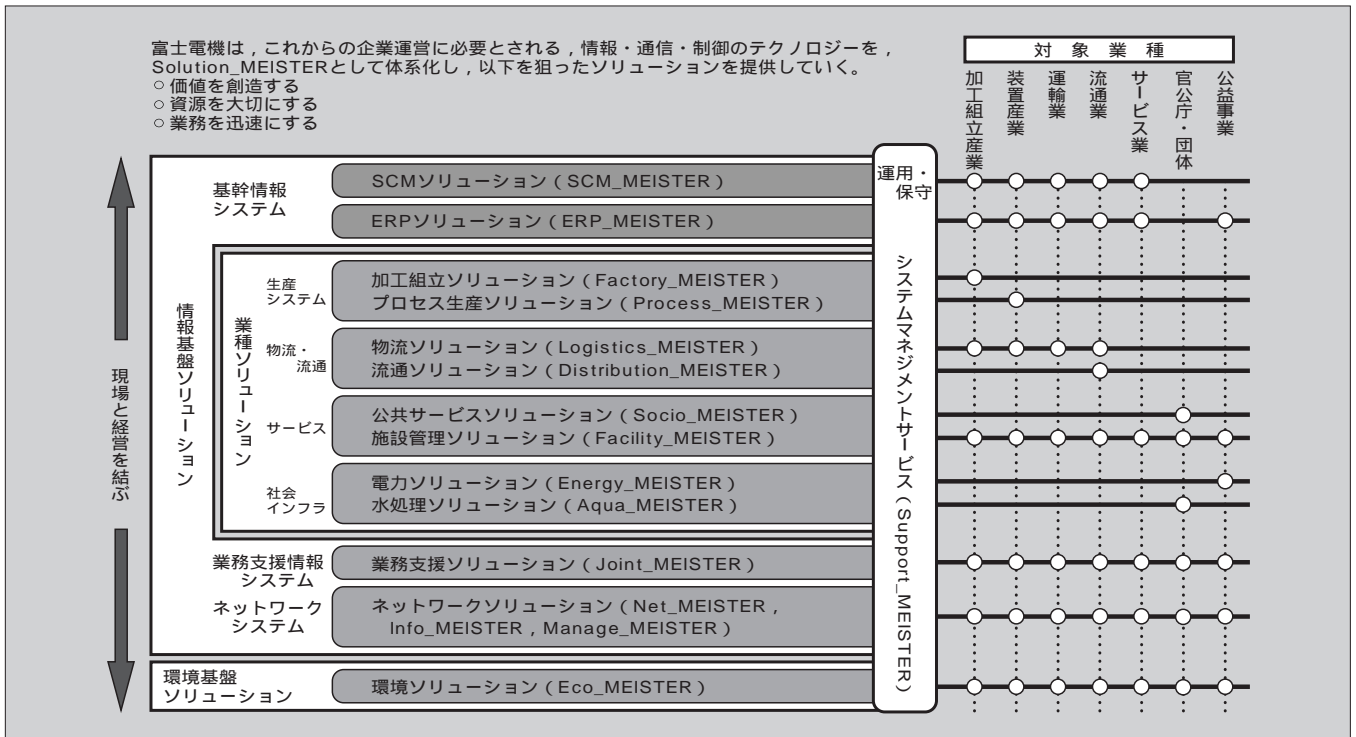 富士電機は，これからの企業運営に必要とされる，情報・通信・制御のテクノロジーを，
Solution_MEISTERとして体系化し，以下を狙ったソリューションを提供していく。
○ 価値を創造する
○ 資源を大切にする
○ 業務を迅速にする
対象業種
加工組立産業
装置産業
運輸業
流通業
サービス業
官公庁・団体
公益事業
現場と経営を結ぶ
情報基盤ソリューション
基幹情報
システム
SCMソリューション（SCM_MEISTER）
ERPソリューション（ERP_MEISTER）
業種ソリューション
生産
システム
加工組立ソリューション（Factory_MEISTER）
プロセス生産ソリューション（Process_MEISTER）
物流・
流通
物流ソリューション（Logistics_MEISTER）
流通ソリューション（Distribution_MEISTER）
サービス
公共サービスソリューション（Socio_MEISTER）
施設管理ソリューション（Facility_MEISTER）
社会
インフラ
電力ソリューション（Energy_MEISTER）
水処理ソリューション（Aqua_MEISTER）
業務支援情報
システム
業務支援ソリューション（Joint_MEISTER）
ネットワーク
システム
ネットワークソリューション（Net_MEISTER，
Info_MEISTER，Manage_MEISTER）
環境基盤
ソリューション
環境ソリューション（Eco_MEISTER）
運用・
保守
システムマネジメントサービス（Support_MEISTER）